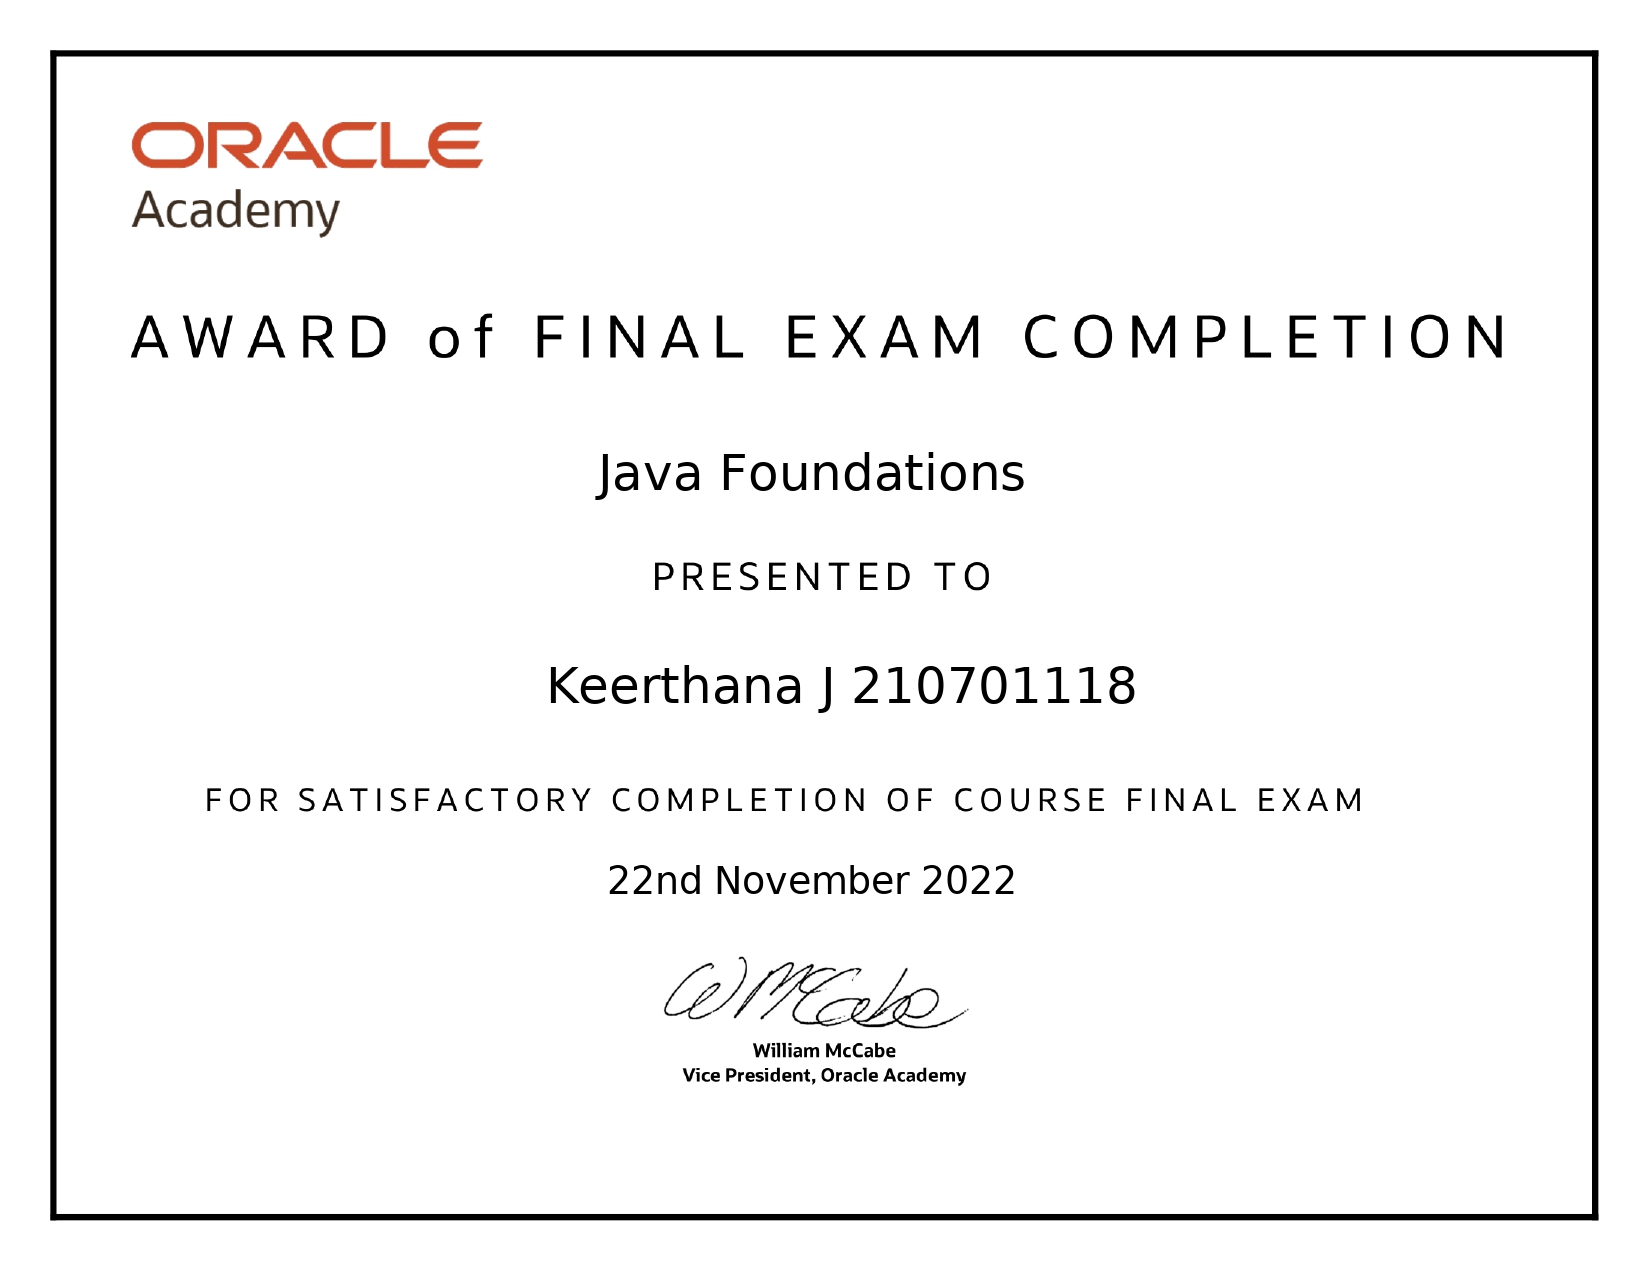 ORACLE
Academy
AWARD of FINAL EXAM COMPLETION
Java Foundations
PRESENTED TO
Keerthana J 210701118
FOR SATISFACTORY COMPLETION OF COURSE FINAL EXAM
22nd November 2022
W McCabe
William McCabe
Vice President, Oracle Academy